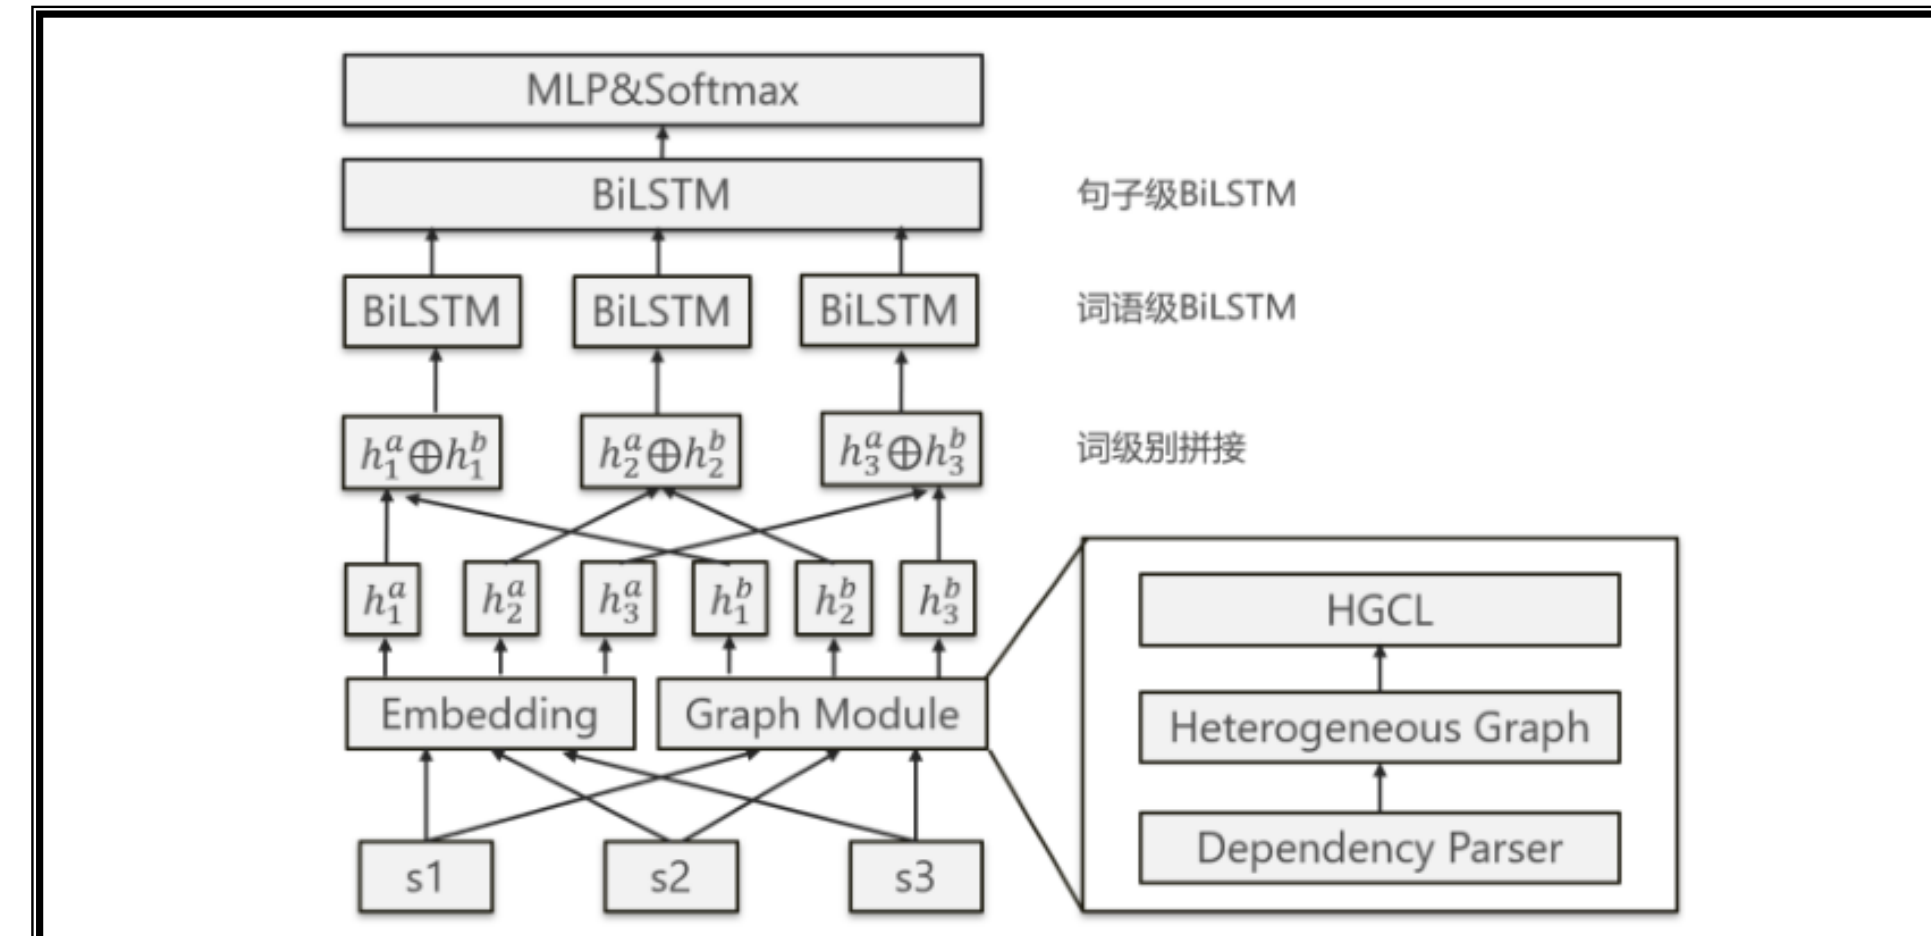 MLP&Softmax
BiLSTM
句子级BiLSTM
BiLSTM BiLSTM BiLSTM
词语级BiLSTM
h₁ᵃ⊕h₁ᵇ h₂ᵃ⊕h₂ᵇ h₃ᵃ⊕h₃ᵇ
词级别拼接
h₁ᵃ h₂ᵃ h₃ᵃ h₁ᵇ h₂ᵇ h₃ᵇ
Embedding Graph Module
s1 s2 s3
HGCL
Heterogeneous Graph
Dependency Parser